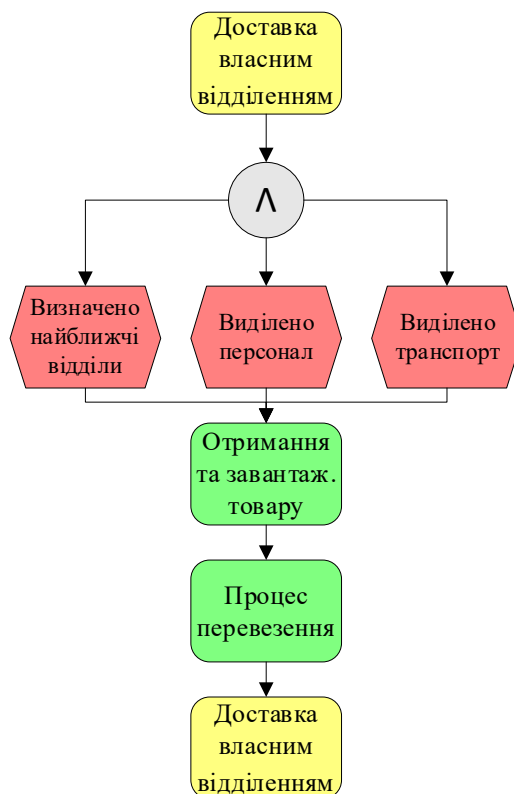 Доставка
власним
відділенням
Λ
Визначено
найближчі
відділи
Виділено
персонал
Виділено
транспорт
Отримання
та завантаж.
товару
Процес
перевезення
Доставка
власним
відділенням